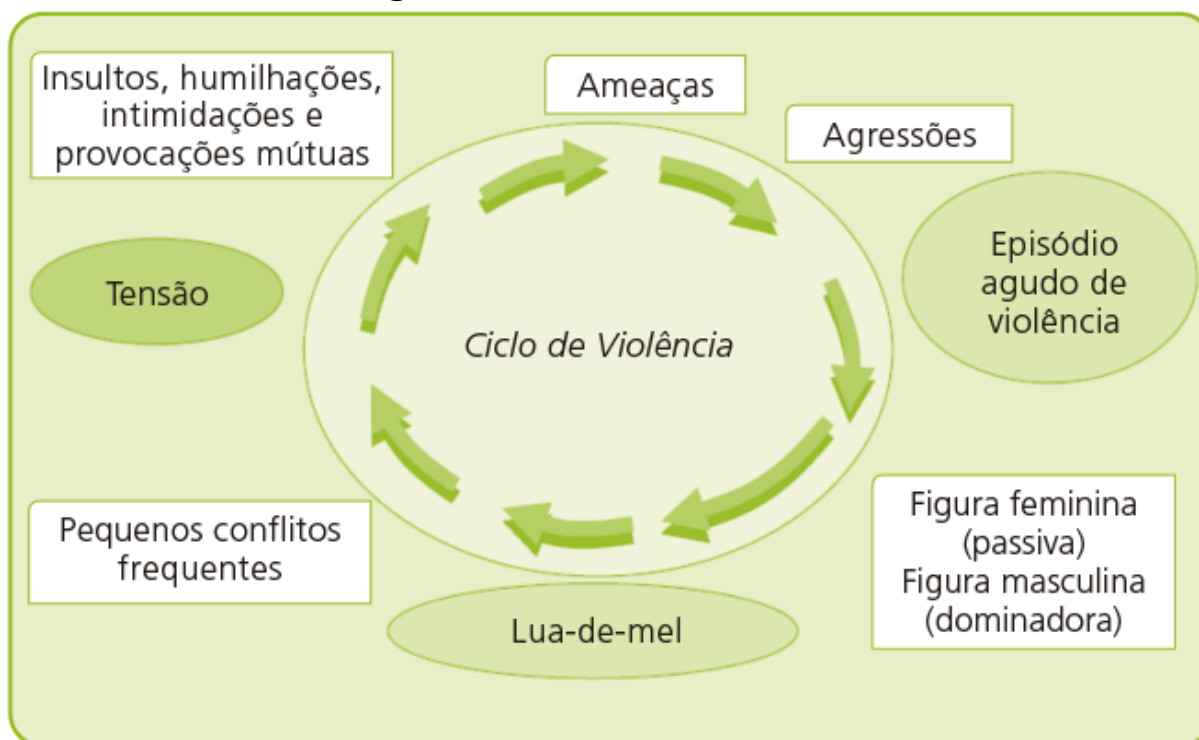 Insultos, humilhações,
intimidações e
provocações mútuas
Ameaças
Agressões
Tensão
Episódio
agudo de
violência
Ciclo de Violência
Pequenos conflitos
frequentes
Figura feminina
(passiva)
Figura masculina
(dominadora)
Lua-de-mel